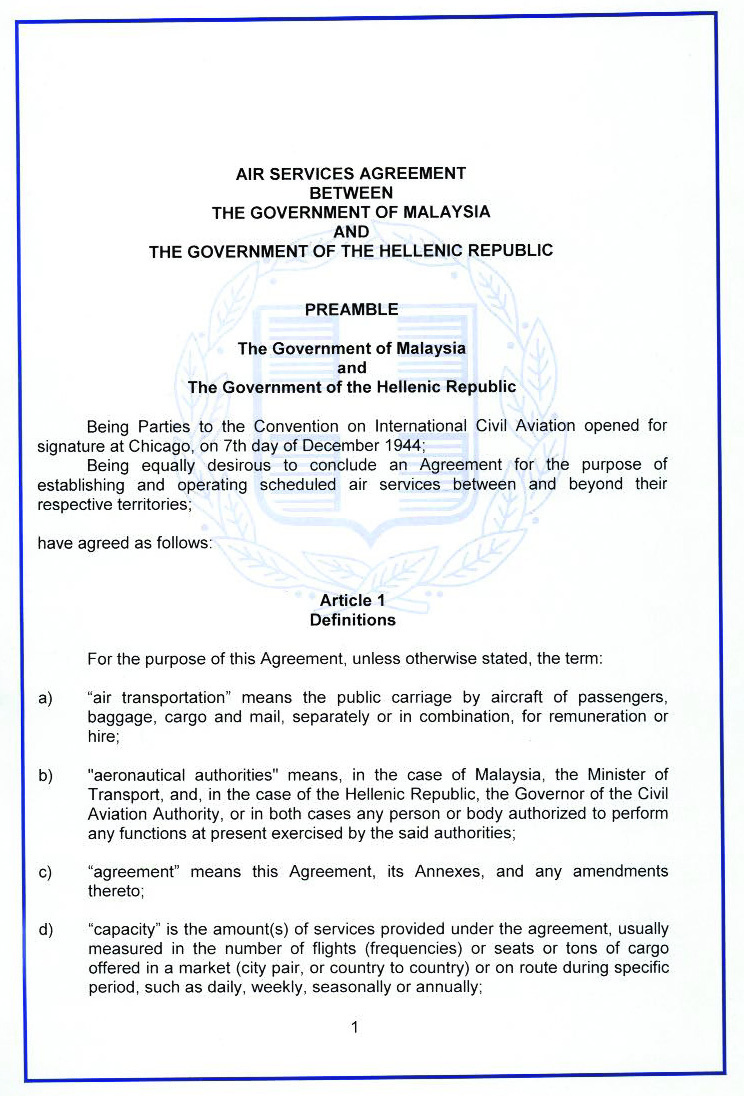 AIR SERVICES AGREEMENT
BETWEEN
THE GOVERNMENT OF MALAYSIA
AND
THE GOVERNMENT OF THE HELLENIC REPUBLIC
PREAMBLE
The Government of Malaysia
and
The Government of the Hellenic Republic
Being Parties to the Convention on International Civil Aviation opened for
signature at Chicago, on 7th day of December 1944;
Being equally desirous to conclude an Agreement for the purpose of
establishing and operating scheduled air services between and beyond their
respective territories;
have agreed as follows:
Article 1
Definitions
For the purpose of this Agreement, unless otherwise stated, the term:
a) “air transportation” means the public carriage by aircraft of passengers,
baggage, cargo and mail, separately or in combination, for remuneration or
hire;
b) "aeronautical authorities" means, in the case of Malaysia, the Minister of
Transport, and, in the case of the Hellenic Republic, the Governor of the Civil
Aviation Authority, or in both cases any person or body authorized to perform
any functions at present exercised by the said authorities;
c) “agreement” means this Agreement, its Annexes, and any amendments
thereto;
d) “capacity” is the amount(s) of services provided under the agreement, usually
measured in the number of flights (frequencies) or seats or tons of cargo
offered in a market (city pair, or country to country) or on route during specific
period, such as daily, weekly, seasonally or annually;
1